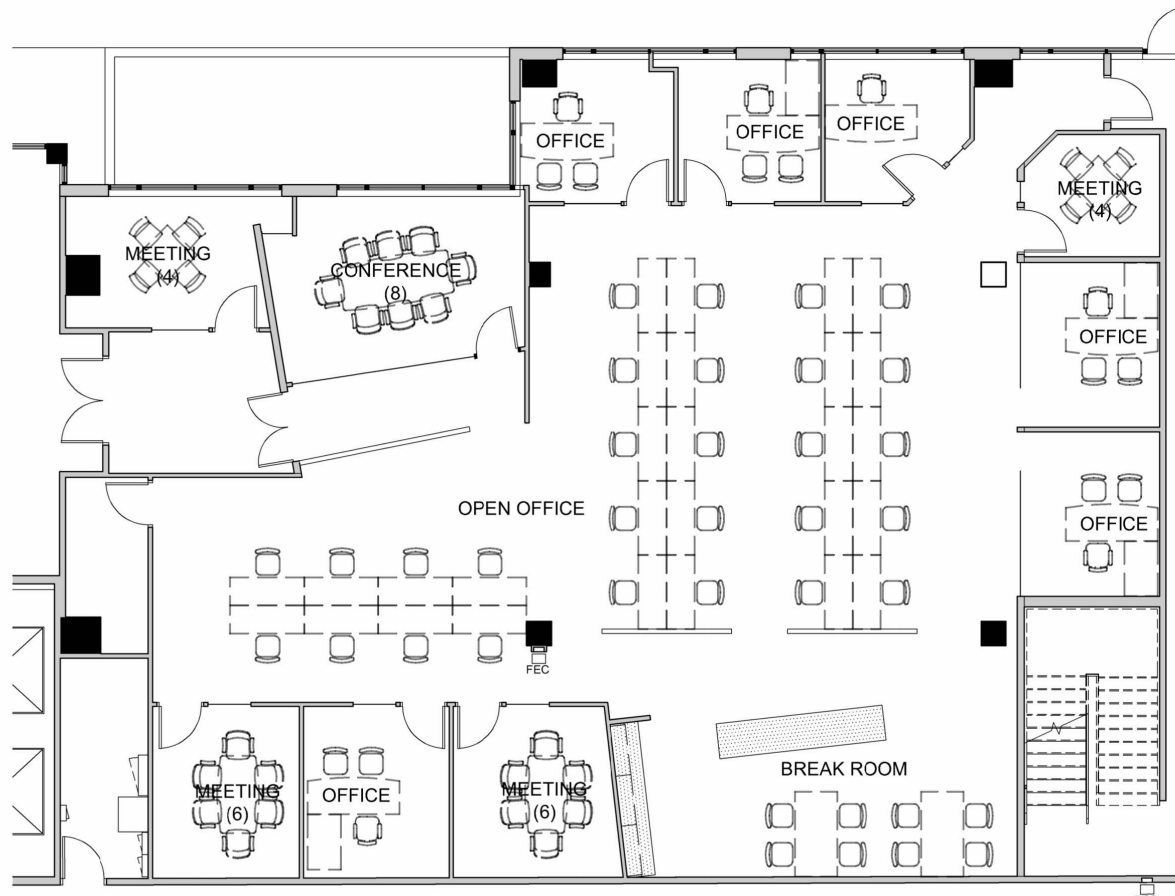 OFFICE
OFFICE
OFFICE
MEETING
(4)
MEETING
(4)
CONFERENCE
(8)
OFFICE
OPEN OFFICE
OFFICE
FEC
MEETING
(6)
OFFICE
MEETING
(6)
BREAK ROOM